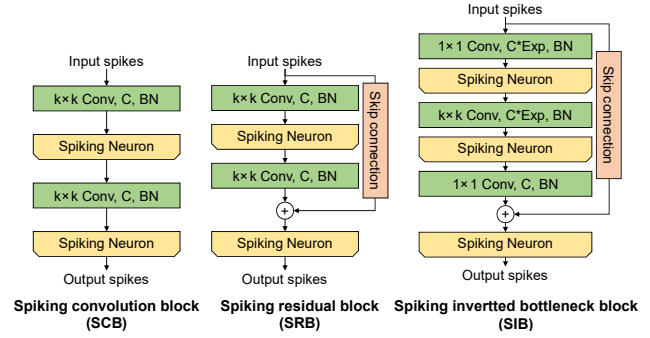 Input spikes
k×k Conv, C, BN
Spiking Neuron
k×k Conv, C, BN
Spiking Neuron
Output spikes
Spiking convolution block
(SCB)
Input spikes
k×k Conv, C, BN
Spiking Neuron
k×k Conv, C, BN
+
Spiking Neuron
Skip connection
Output spikes
Spiking residual block
(SRB)
Input spikes
1×1 Conv, C*Exp, BN
Spiking Neuron
k×k Conv, C*Exp, BN
Spiking Neuron
1×1 Conv, C, BN
+
Spiking Neuron
Skip connection
Output spikes
Spiking invertted bottleneck block
(SIB)